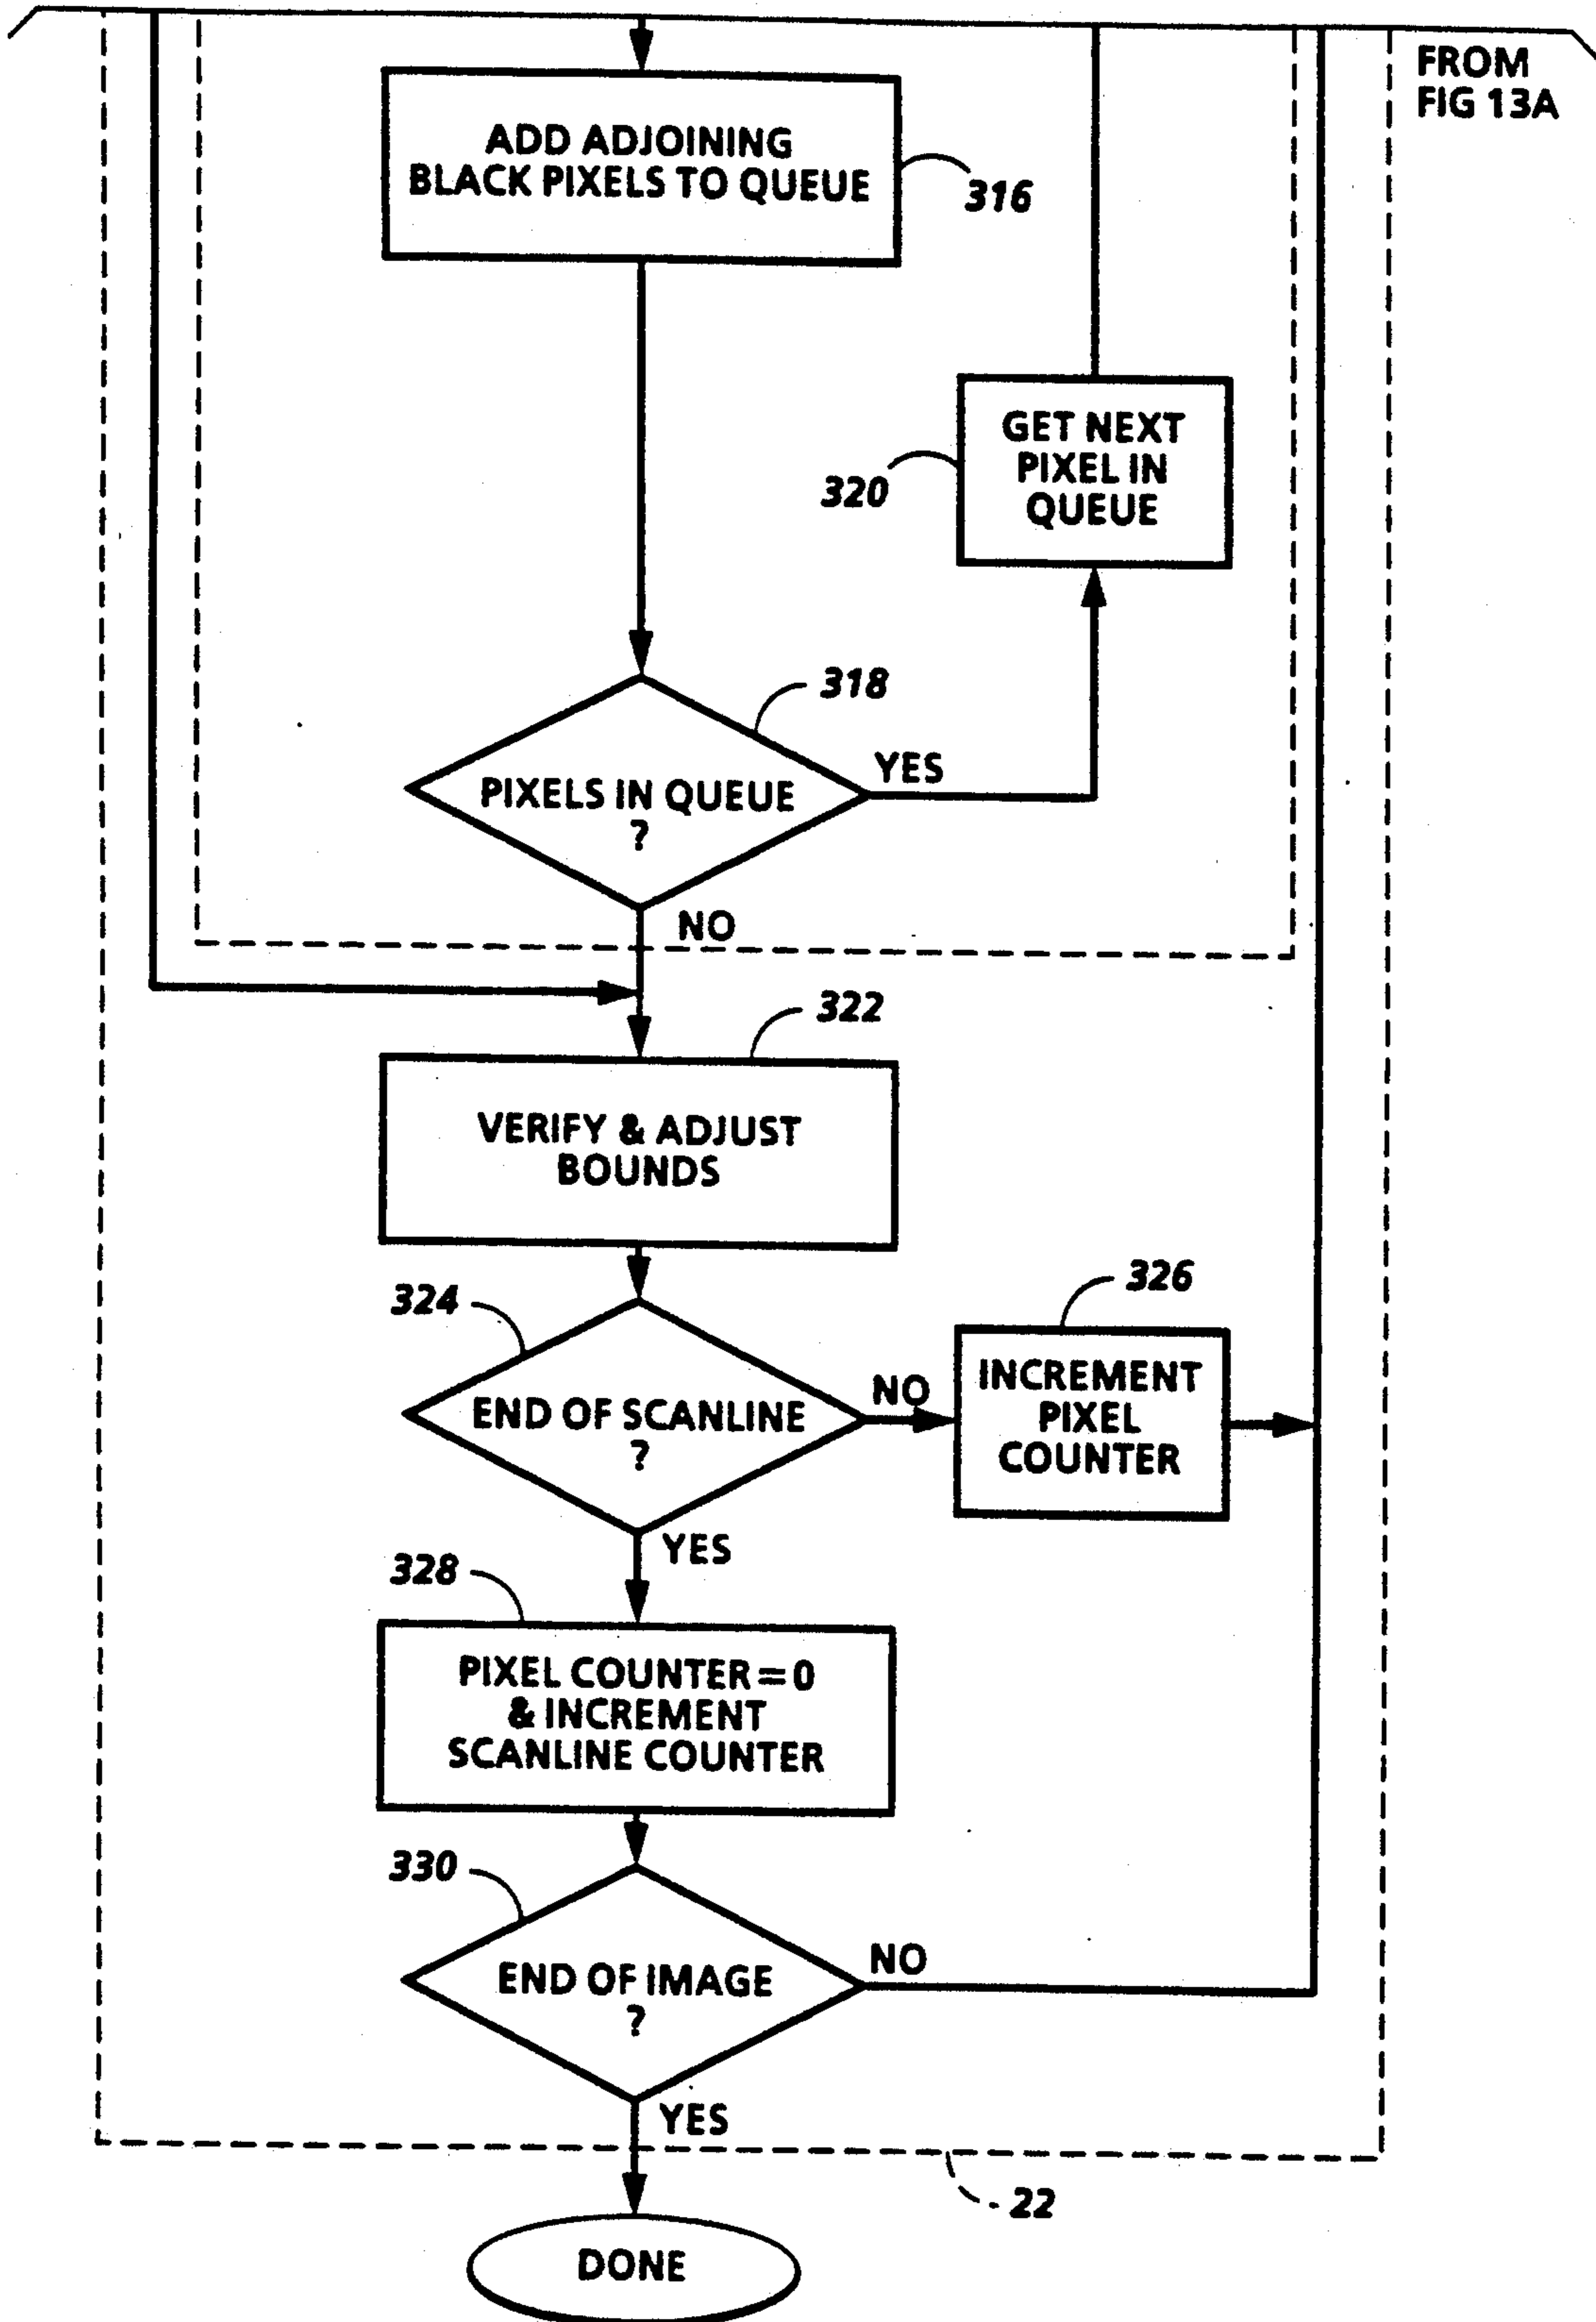 FROM
FIG 13A
ADD ADJOINING
BLACK PIXELS TO QUEUE
316
GET NEXT
PIXEL IN
QUEUE
320
318
PIXELS IN QUEUE
?
YES
NO
322
VERIFY & ADJUST
BOUNDS
324
326
END OF SCANLINE
?
NO
INCREMENT
PIXEL
COUNTER
YES
328
PIXEL COUNTER = 0
& INCREMENT
SCANLINE COUNTER
330
END OF IMAGE
?
NO
YES
22
DONE